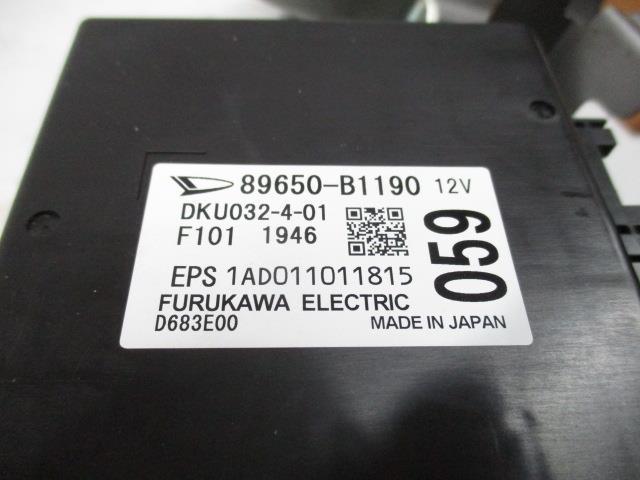 89650-B1190 12V
DKU032-4-01
F101 1946
059
EPS 1AD011011815
FURUKAWA ELECTRIC
D683E00 MADE IN JAPAN